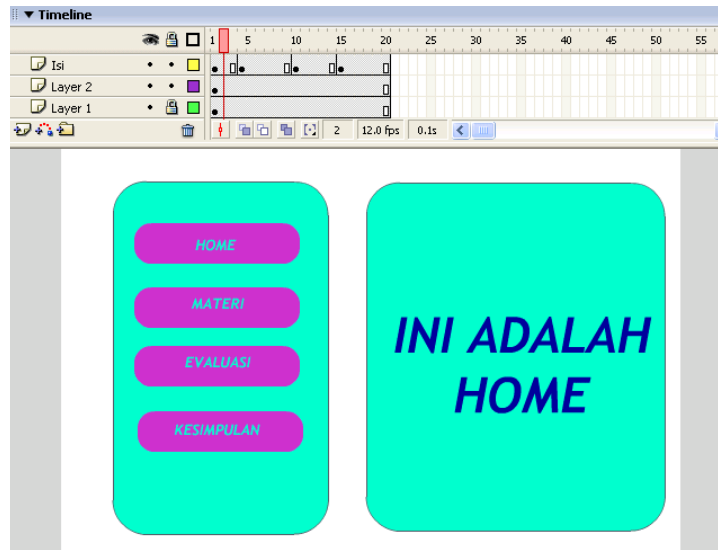 Timeline
1 5 10 15 20 25 30 35 40 45 50 55
Isi
Layer 2
Layer 1
2 12.0 fps 0.1s
HOME
MATERI
EVALUASI
KESIMPULAN
INI ADALAH
HOME